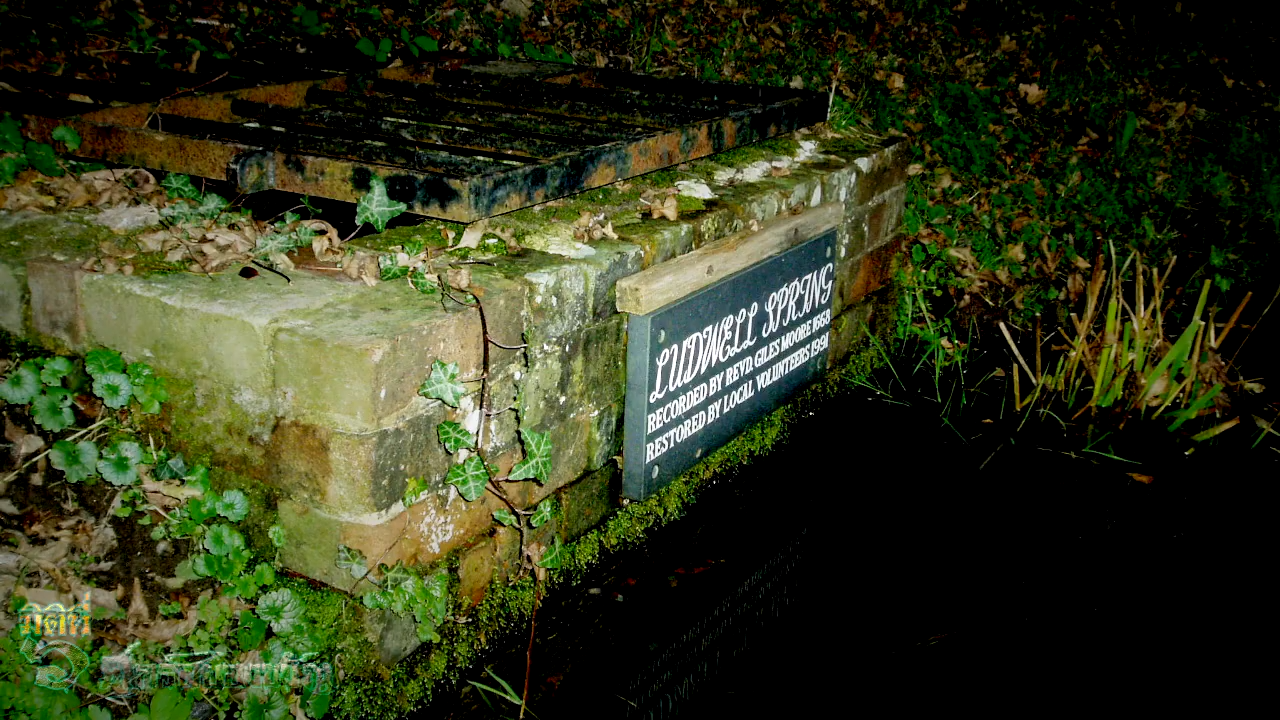 LUDWELL SPRING
RECORDED BY REVD. GILES MOORE 1668
RESTORED BY LOCAL VOLUNTEERS 1991